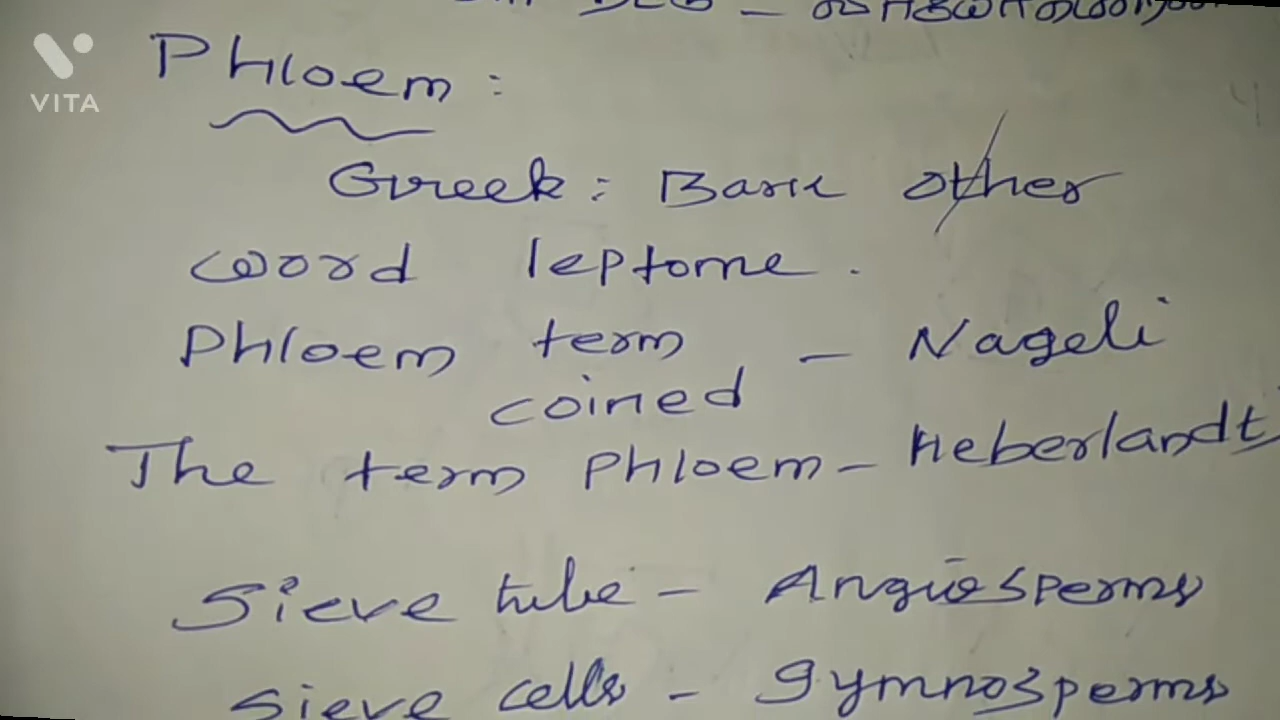 VITA
Phloem :
Greek : Bark other
word leptome .
Phloem term – Nageli
coined
The term Phloem – Heberlandt
Sieve tube – Angiosperms
Sieve cells – Gymnosperms